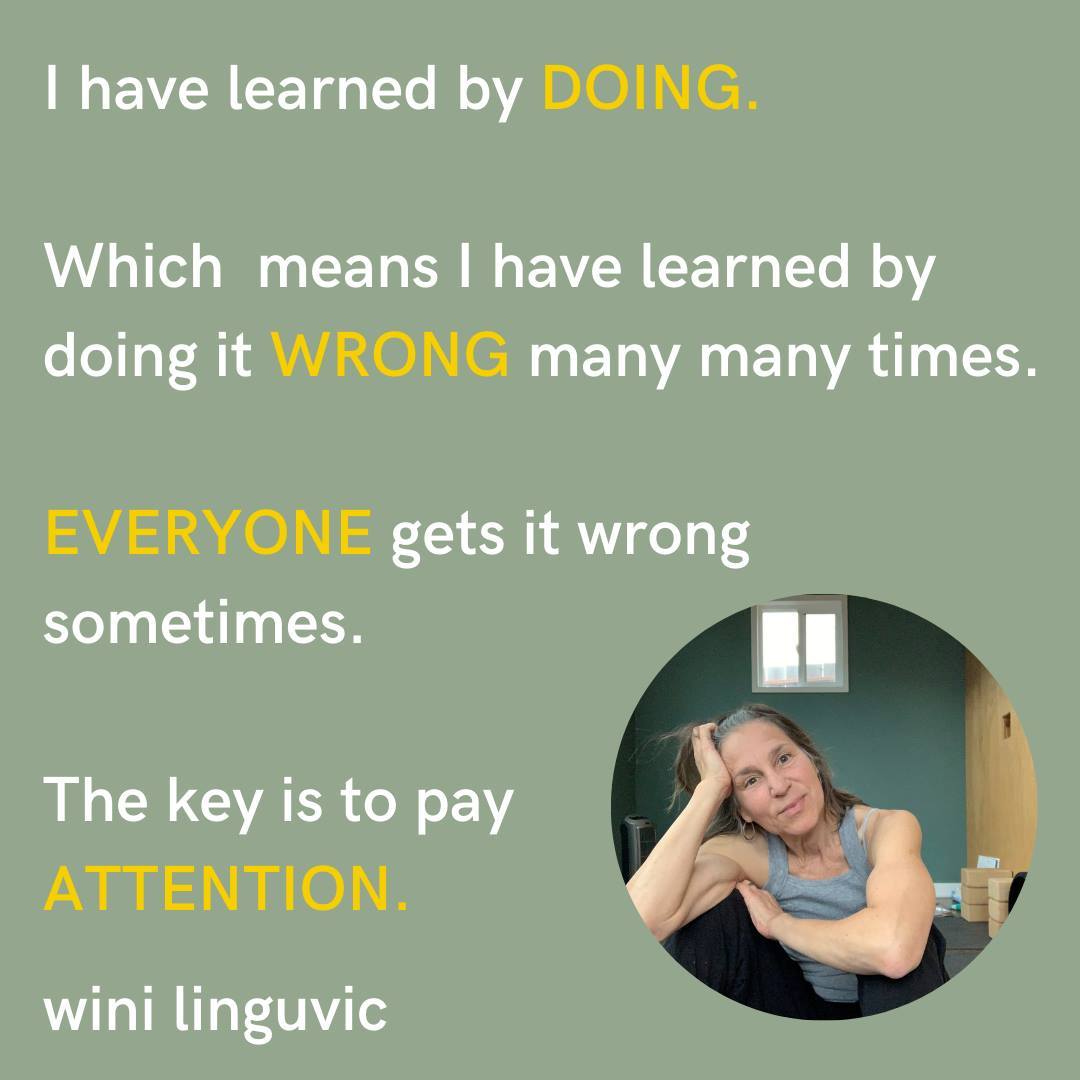 I have learned by DOING.
Which  means I have learned by
doing it WRONG many many times.
EVERYONE gets it wrong
sometimes.
The key is to pay
ATTENTION.
wini linguvic